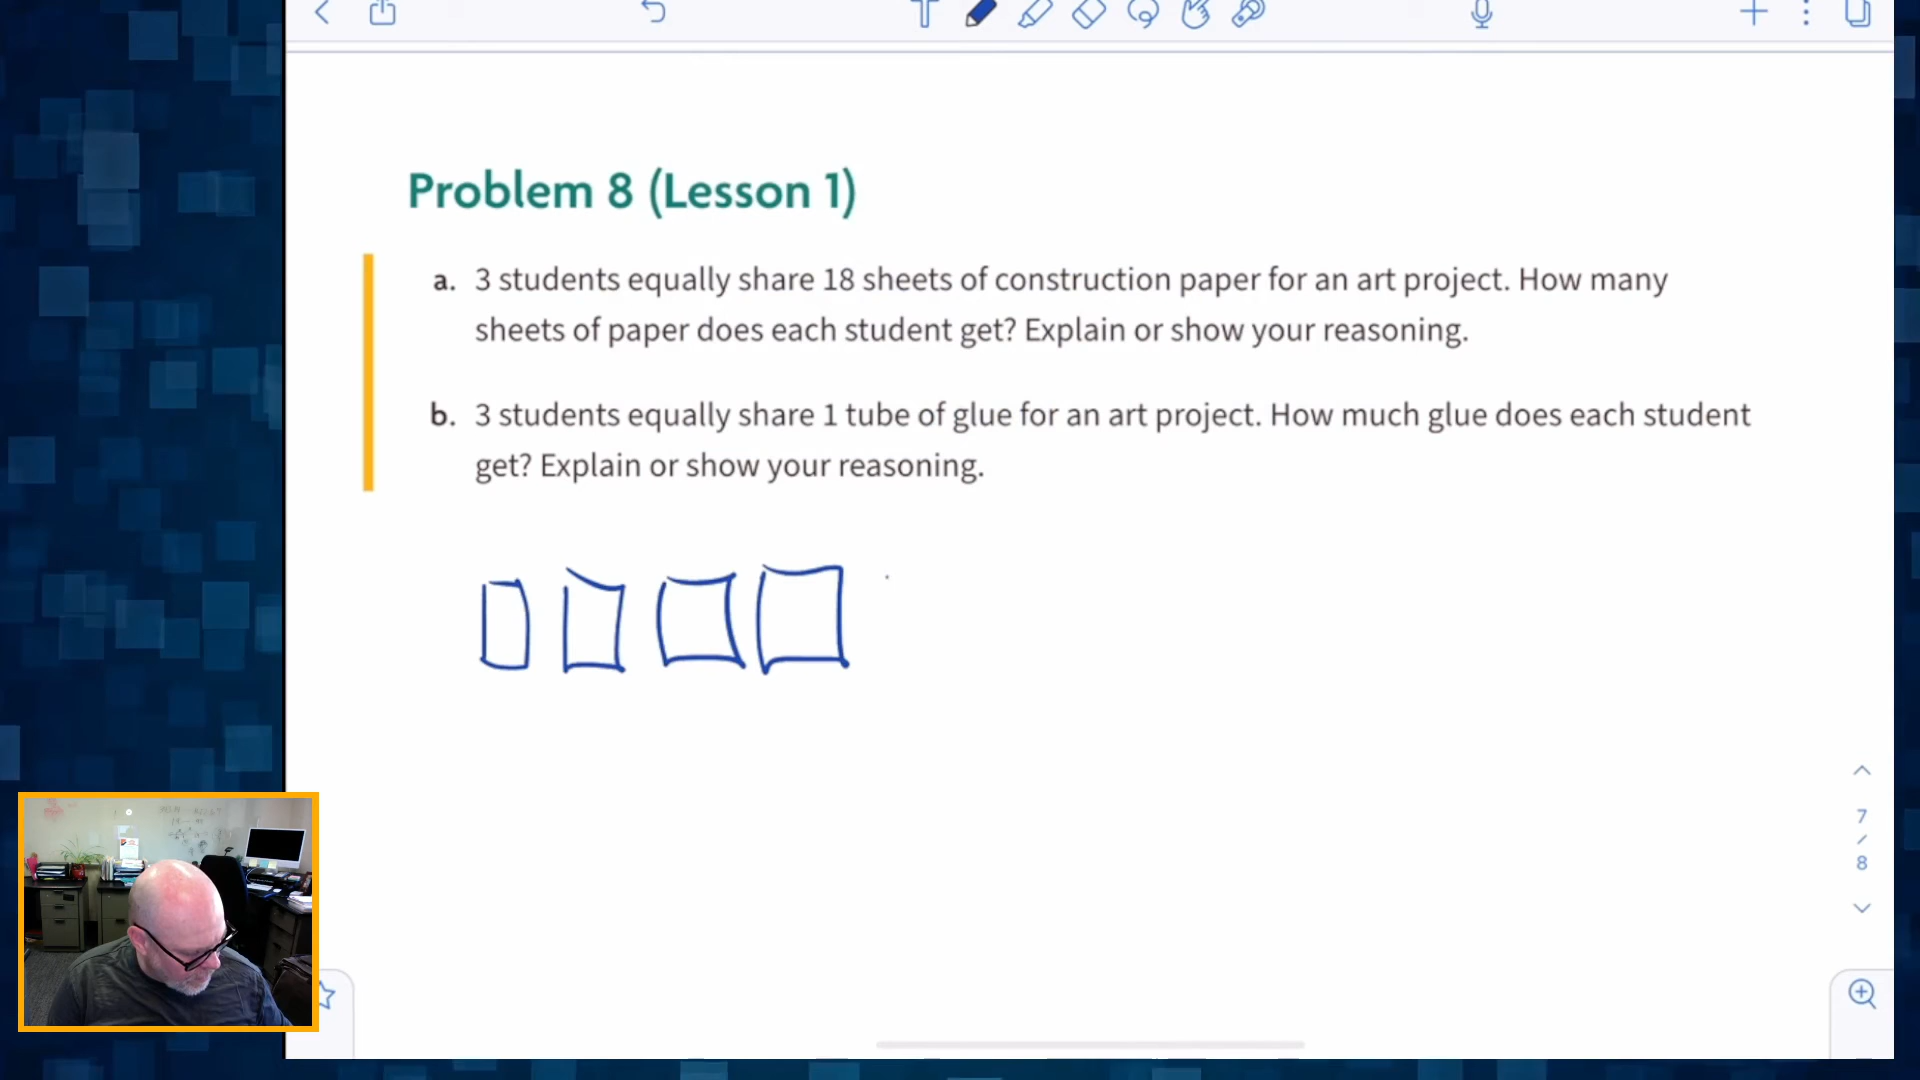 Problem 8 (Lesson 1)
a. 3 students equally share 18 sheets of construction paper for an art project. How many
sheets of paper does each student get? Explain or show your reasoning.
b. 3 students equally share 1 tube of glue for an art project. How much glue does each student
get? Explain or show your reasoning.
7
/
8